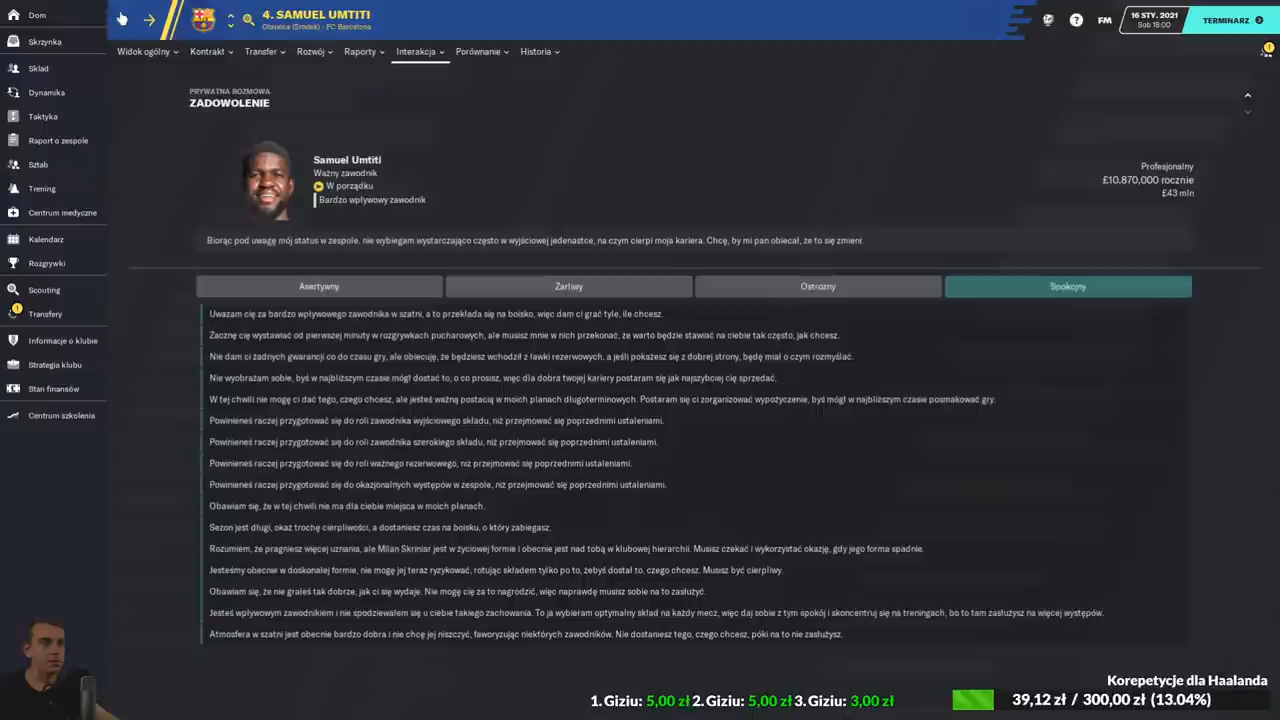 Dom
4. SAMUEL UMTITI
Obrońca (Środek) - FC Barcelona
FM
16 STY. 2021
Sob 18:00
TERMINARZ
Skrzynka
Widok ogólny
Kontrakt
Transfer
Rozwój
Raporty
Interakcja
Porównanie
Historia
1
Skład
Dynamika
Taktyka
Raport o zespole
Sztab
Trening
Centrum medyczne
Kalendarz
Rozgrywki
Scouting
1
Transfery
Informacje o klubie
Strategia klubu
Stan finansów
Centrum szkolenia
PRYWATNA ROZMOWA
ZADOWOLENIE
Samuel Umtiti
Ważny zawodnik
W porządku
Bardzo wpływowy zawodnik
Profesjonalny
£10.870,000 rocznie
£43 mln
Biorąc pod uwagę mój status w zespole, nie wybiegam wystarczająco często w wyjściowej jedenastce, na czym cierpi moja kariera. Chcę, by mi pan obiecał, że to się zmieni.
Asertywny
Żarliwy
Ostrożny
Spokojny
Uważam cię za bardzo wpływowego zawodnika w szatni, a to przekłada się na boisko, więc dam ci grać tyle, ile chcesz.
Zacznę cię wystawiać od pierwszej minuty w rozgrywkach pucharowych, ale musisz mnie w nich przekonać, że warto będzie stawiać na ciebie tak często, jak chcesz.
Nie dam ci żadnych gwarancji co do czasu gry, ale obiecuję, że będziesz wchodził z ławki rezerwowych, a jeśli pokażesz się z dobrej strony, będę miał o czym rozmyślać.
Nie wyobrażam sobie, byś w najbliższym czasie mógł dostać to, o co prosisz, więc dla dobra twojej kariery postaram się jak najszybciej cię sprzedać.
W tej chwili nie mogę ci dać tego, czego chcesz, ale jesteś ważną postacią w moich planach długoterminowych. Postaram się ci zorganizować wypożyczenie, byś mógł w najbliższym czasie posmakować gry.
Powinieneś raczej przygotować się do roli zawodnika wyjściowego składu, niż przejmować się poprzednimi ustaleniami.
Powinieneś raczej przygotować się do roli zawodnika szerokiego składu, niż przejmować się poprzednimi ustaleniami.
Powinieneś raczej przygotować się do roli ważnego rezerwowego, niż przejmować się poprzednimi ustaleniami.
Powinieneś raczej przygotować się do okazjonalnych występów w zespole, niż przejmować się poprzednimi ustaleniami.
Obawiam się, że w tej chwili nie ma dla ciebie miejsca w moich planach.
Sezon jest długi, okaż trochę cierpliwości, a dostaniesz czas na boisku, o który zabiegasz.
Rozumiem, że pragniesz więcej uznania, ale Milan Skriniar jest w życiowej formie i obecnie jest nad tobą w klubowej hierarchii. Musisz czekać i wykorzystać okazję, gdy jego forma spadnie.
Jesteśmy obecnie w doskonałej formie, nie mogę jej teraz ryzykować, rotując składem tylko po to, żebyś dostał to, czego chcesz. Musisz być cierpliwy.
Obawiam się, że nie grałeś tak dobrze, jak ci się wydaje. Nie mogę cię za to nagrodzić, więc naprawdę musisz sobie na to zasłużyć.
Jesteś wpływowym zawodnikiem i nie spodziewałem się u ciebie takiego zachowania. To ja wybieram optymalny skład na każdy mecz, więc daj sobie z tym spokój i skoncentruj się na treningach, bo to tam zasłużysz na więcej występów.
Atmosfera w szatni jest obecnie bardzo dobra i nie chcę jej niszczyć, faworyzując niektórych zawodników. Nie dostaniesz tego, czego chcesz, póki na to nie zasłużysz.
Korepetycje dla Haalanda
1. Giziu: 5,00 zł 2. Giziu: 5,00 zł 3. Giziu: 3,00 zł
39,12 zł / 300,00 zł (13.04%)